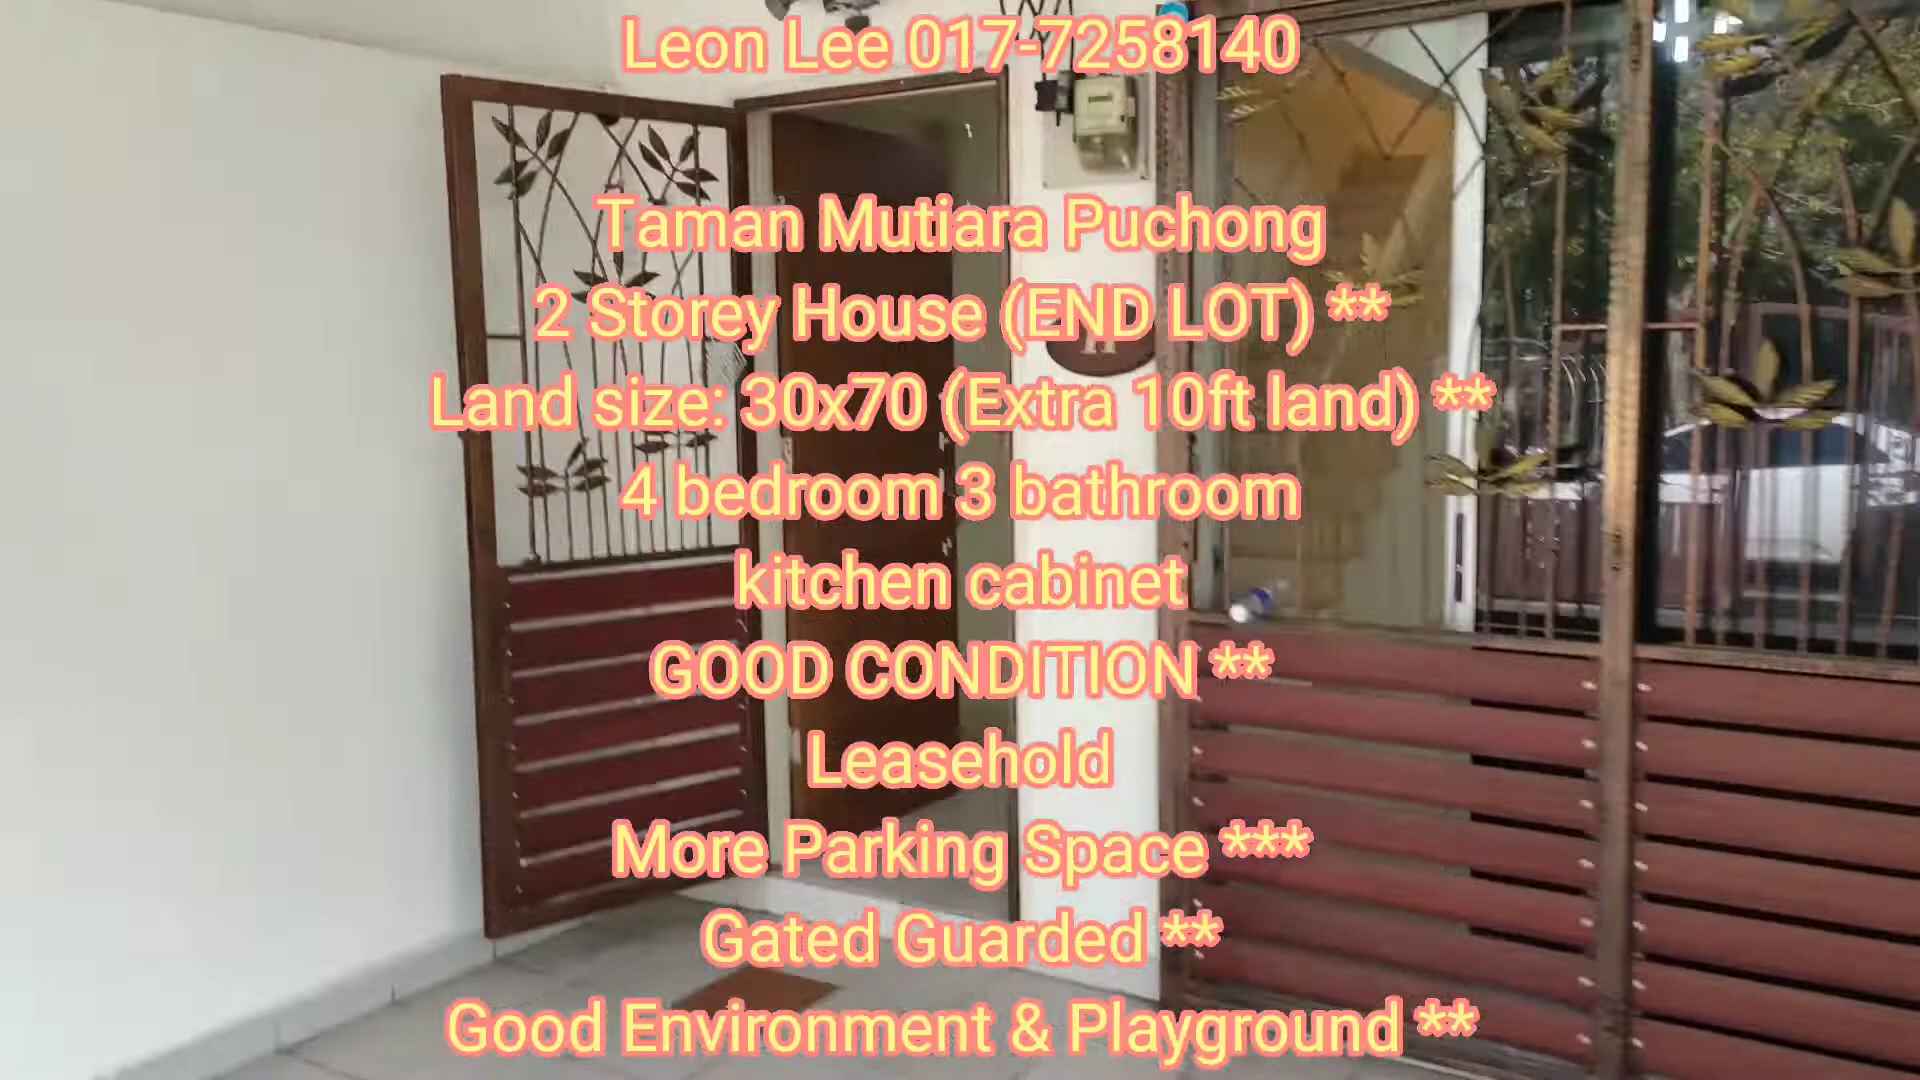 Leon Lee 017-7258140
Taman Mutiara Puchong
2 Storey House (END LOT) **
Land size: 30x70 (Extra 10ft land) **
4 bedroom 3 bathroom
kitchen cabinet
GOOD CONDITION **
Leasehold
More Parking Space ***
Gated Guarded **
Good Environment & Playground **